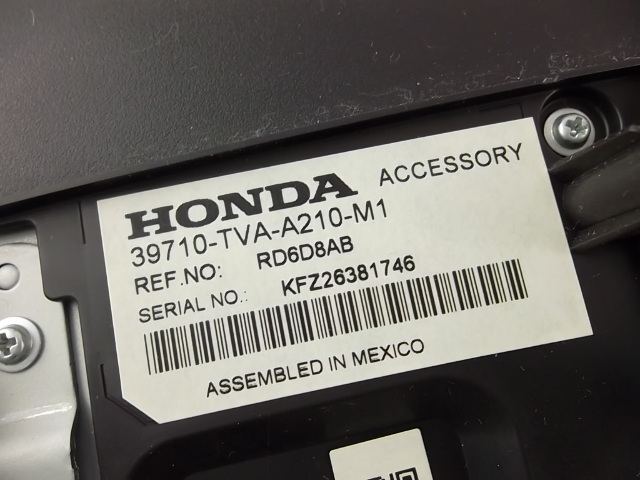 HONDA ACCESSORY
39710-TVA-A210-M1
REF.NO: RD6D8AB
SERIAL NO.: KFZ26381746
ASSEMBLED IN MEXICO